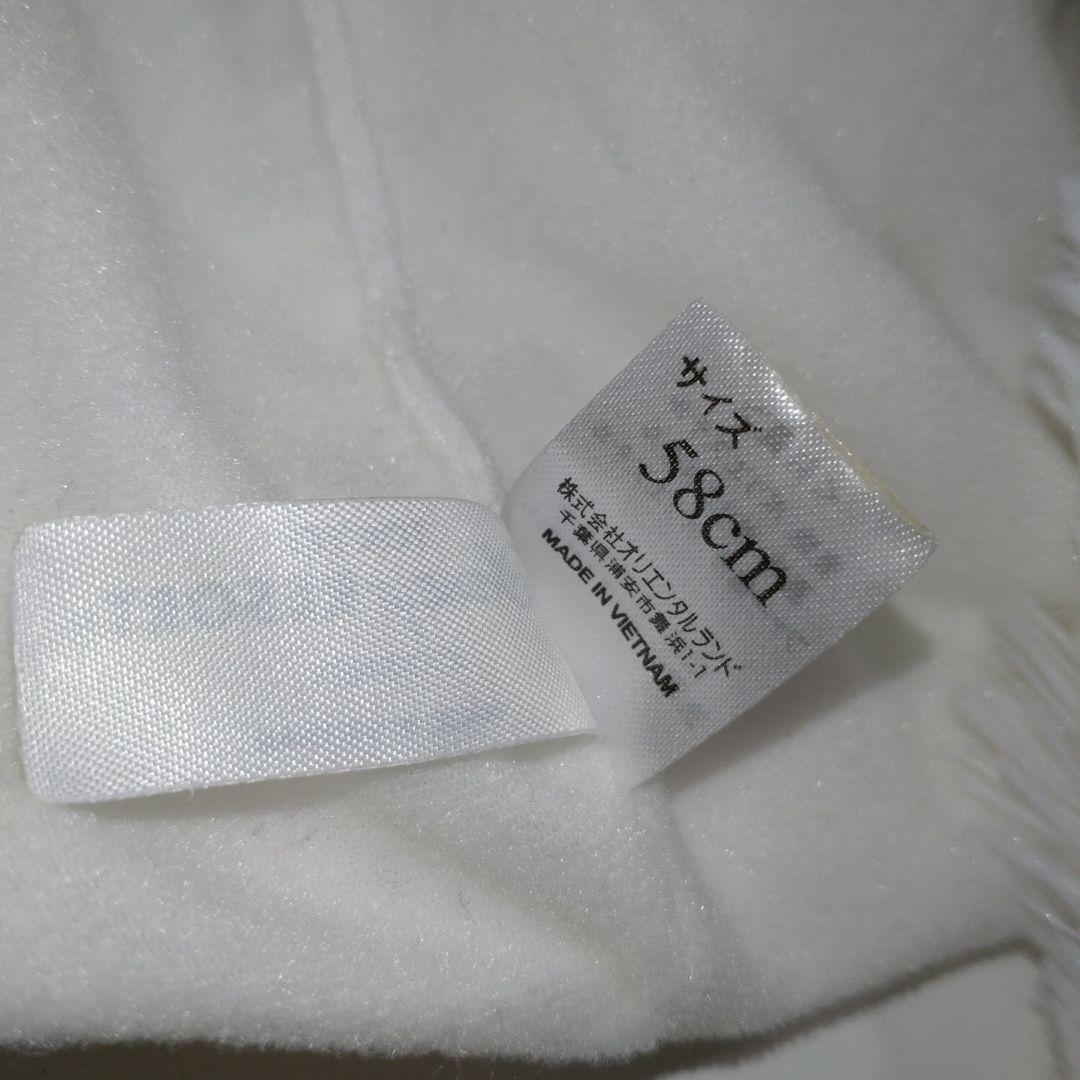 サイズ
58cm
株式会社オリエンタルランド
千葉県浦安市舞浜1-1
MADE IN VIETNAM